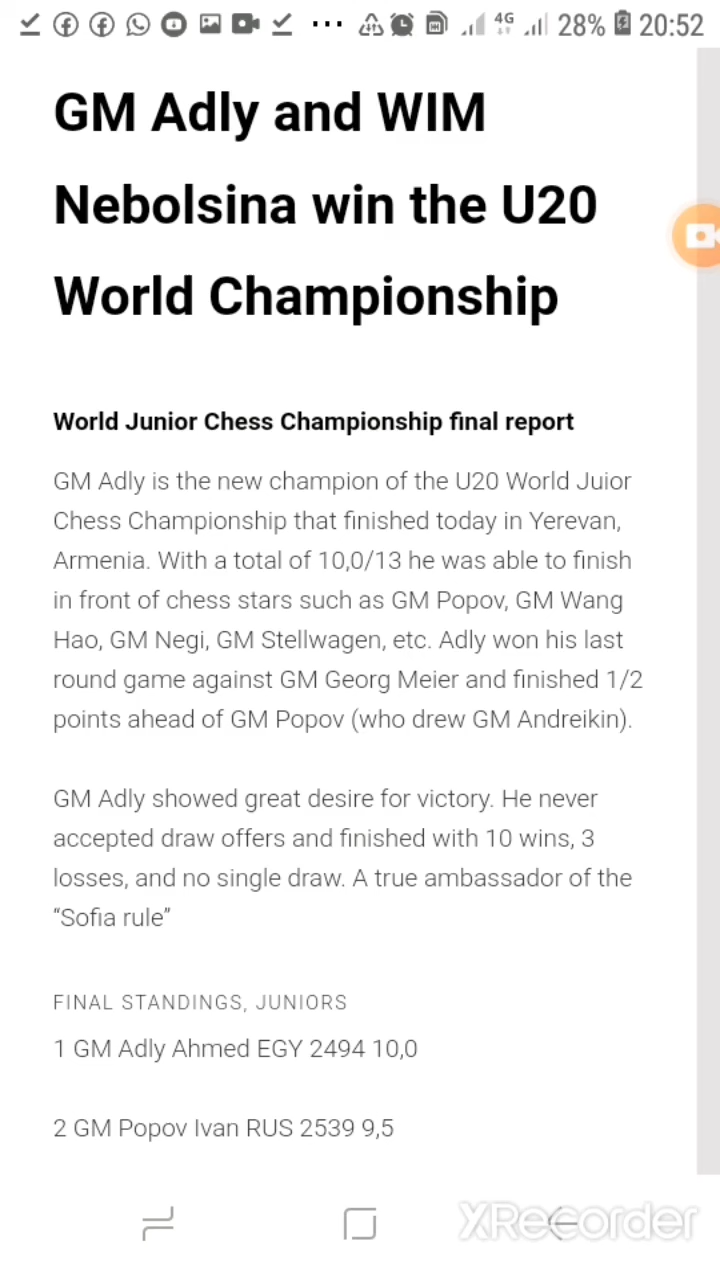 4G 28% 20:52
GM Adly and WIM
Nebolsina win the U20
World Championship
World Junior Chess Championship final report
GM Adly is the new champion of the U20 World Juior
Chess Championship that finished today in Yerevan,
Armenia. With a total of 10,0/13 he was able to finish
in front of chess stars such as GM Popov, GM Wang
Hao, GM Negi, GM Stellwagen, etc. Adly won his last
round game against GM Georg Meier and finished 1/2
points ahead of GM Popov (who drew GM Andreikin).
GM Adly showed great desire for victory. He never
accepted draw offers and finished with 10 wins, 3
losses, and no single draw. A true ambassador of the
“Sofia rule”
FINAL STANDINGS, JUNIORS
1 GM Adly Ahmed EGY 2494 10,0
2 GM Popov Ivan RUS 2539 9,5
XRecorder